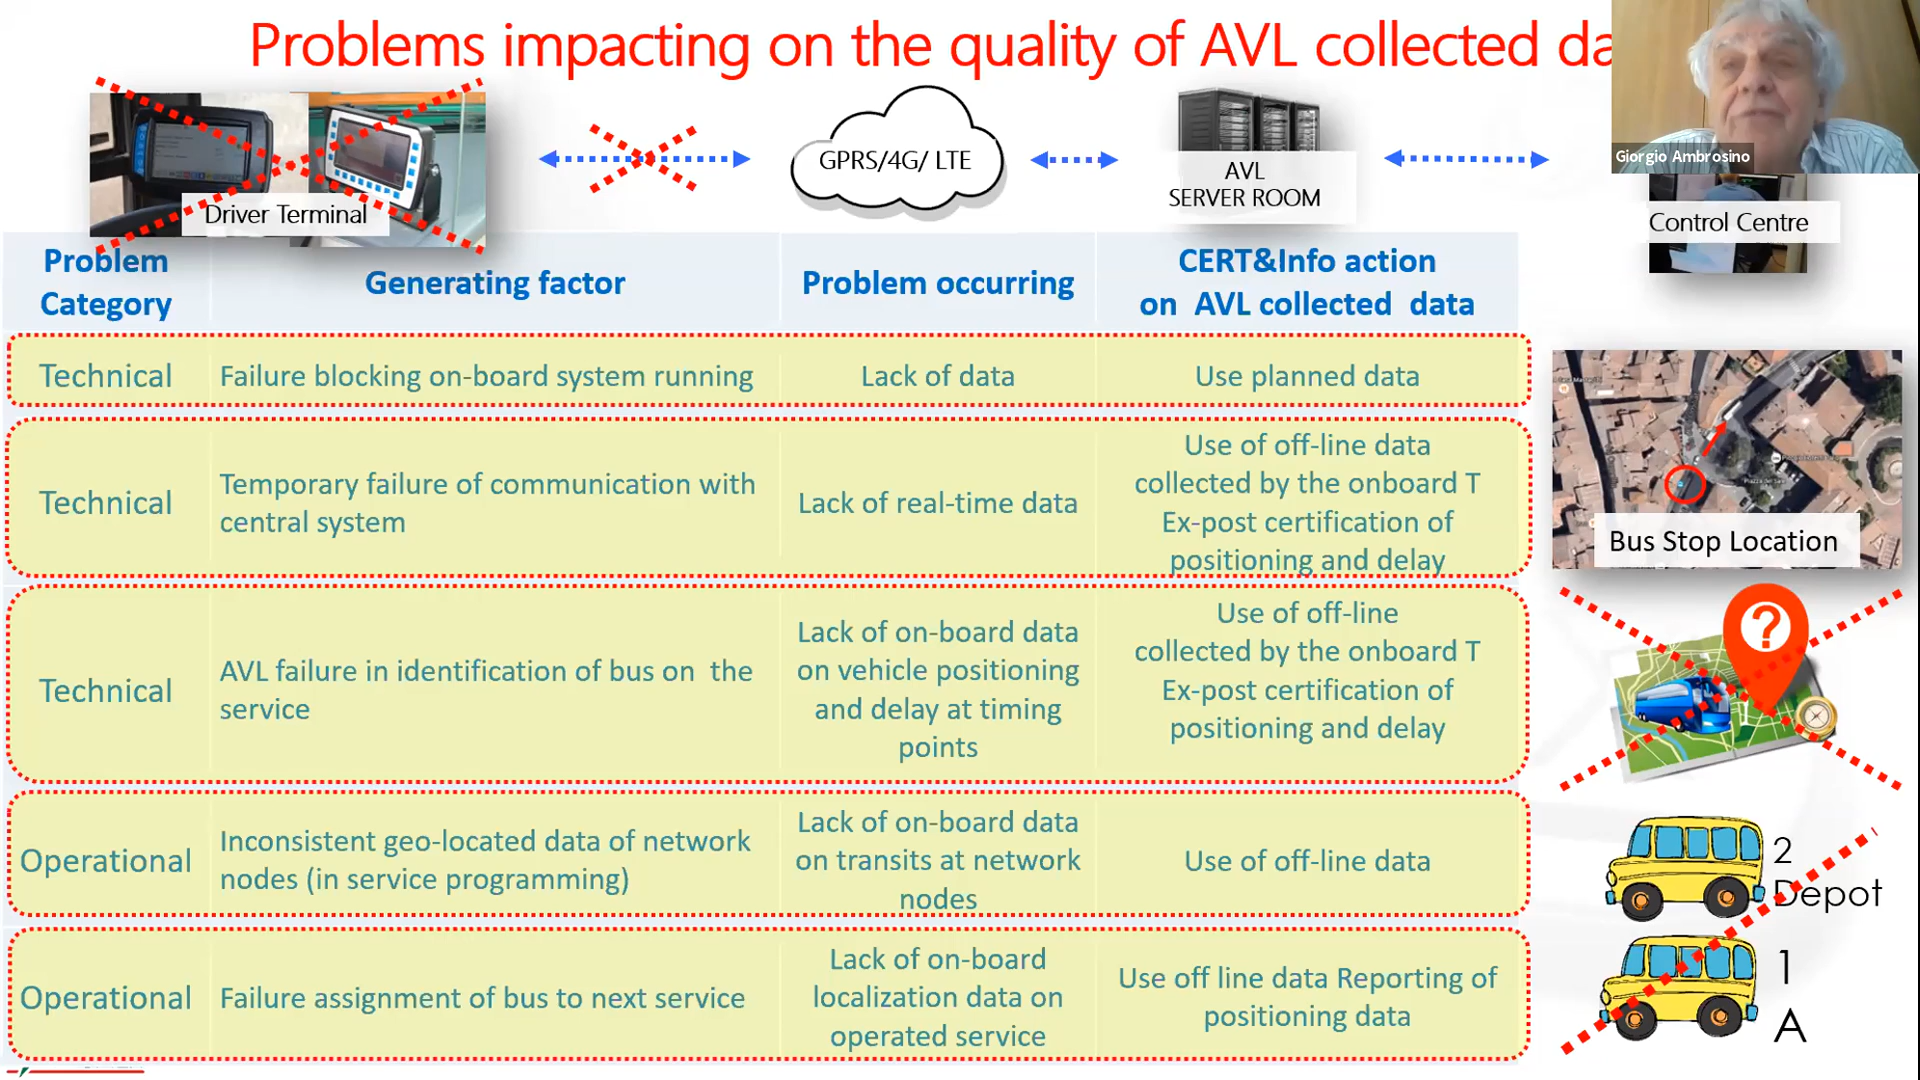 Problems impacting on the quality of AVL collected da
Giorgio Ambrosino
GPRS/4G/ LTE
AVL
SERVER ROOM
Driver Terminal
Control Centre
Problem
Category
Generating factor
Problem occurring
CERT&Info action
on AVL collected data
Technical
Failure blocking on-board system running
Lack of data
Use planned data
Technical
Temporary failure of communication with
central system
Lack of real-time data
Use of off-line data
collected by the onboard T
Ex-post certification of
positioning and delay
Bus Stop Location
Technical
AVL failure in identification of bus on the
service
Lack of on-board data
on vehicle positioning
and delay at timing
points
Use of off-line
collected by the onboard T
Ex-post certification of
positioning and delay
?
Operational
Inconsistent geo-located data of network
nodes (in service programming)
Lack of on-board data
on transits at network
nodes
Use of off-line data
2
Depot
Operational
Failure assignment of bus to next service
Lack of on-board
localization data on
operated service
Use off line data Reporting of
positioning data
1
A